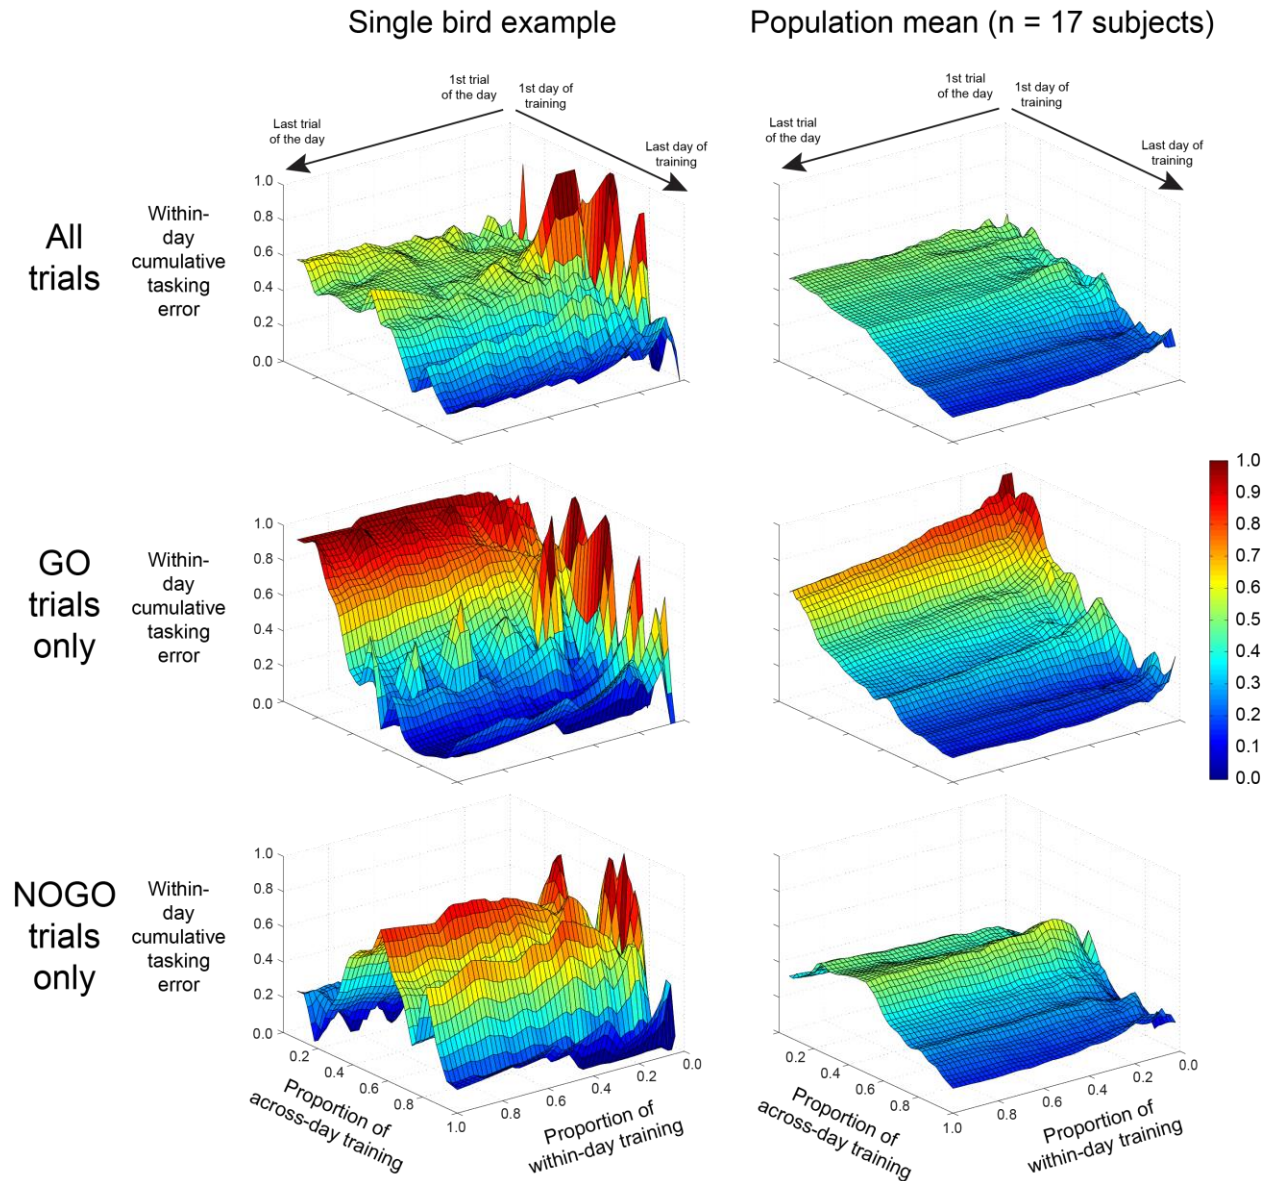 Single bird example
Population mean (n = 17 subjects)
1st trial
of the day
1st day of
training
Last trial
of the day
Last day of
training
1st trial
of the day
1st day of
training
Last trial
of the day
Last day of
training
All
trials
Within-
day
cumulative
tasking
error
1.0
0.8
0.6
0.4
0.2
0.0
GO
trials
only
Within-
day
cumulative
tasking
error
1.0
0.8
0.6
0.4
0.2
0.0
1.0
0.9
0.8
0.7
0.6
0.5
0.4
0.3
0.2
0.1
0.0
NOGO
trials
only
Within-
day
cumulative
tasking
error
1.0
0.8
0.6
0.4
0.2
0.0
0.2
0.4
0.6
0.8
1.0
Proportion of
across-day training
0.8
0.6
0.4
0.2
0.0
Proportion of
within-day training
0.2
0.4
0.6
0.8
1.0
Proportion of
across-day training
0.8
0.6
0.4
0.2
0.0
Proportion of
within-day training